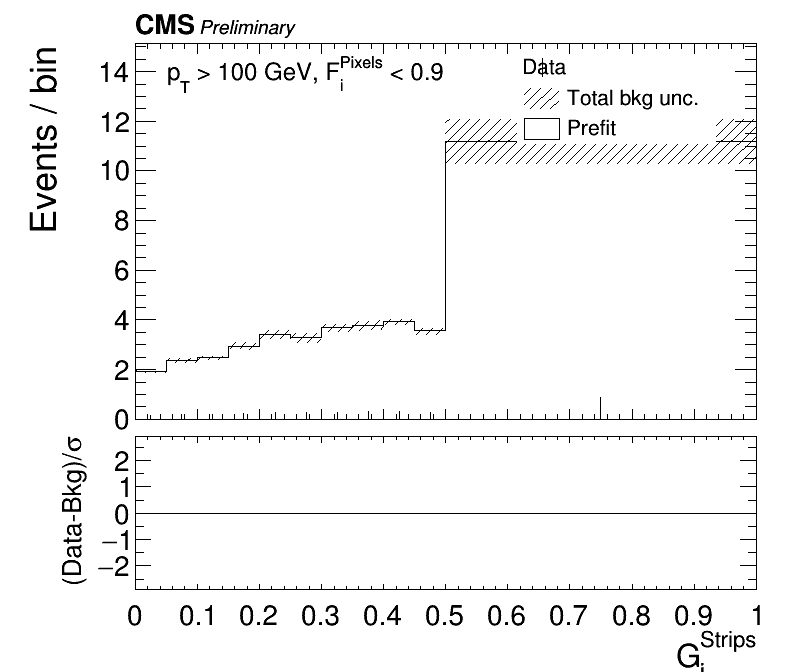 CMS Preliminary
Events / bin
p_T > 100 GeV, F_i^Pixels < 0.9
Data
Total bkg unc.
Prefit
14
12
10
8
6
4
2
0
(Data-Bkg)/σ
2
1
0
−1
−2
0 0.1 0.2 0.3 0.4 0.5 0.6 0.7 0.8 0.9 1
G_i^Strips